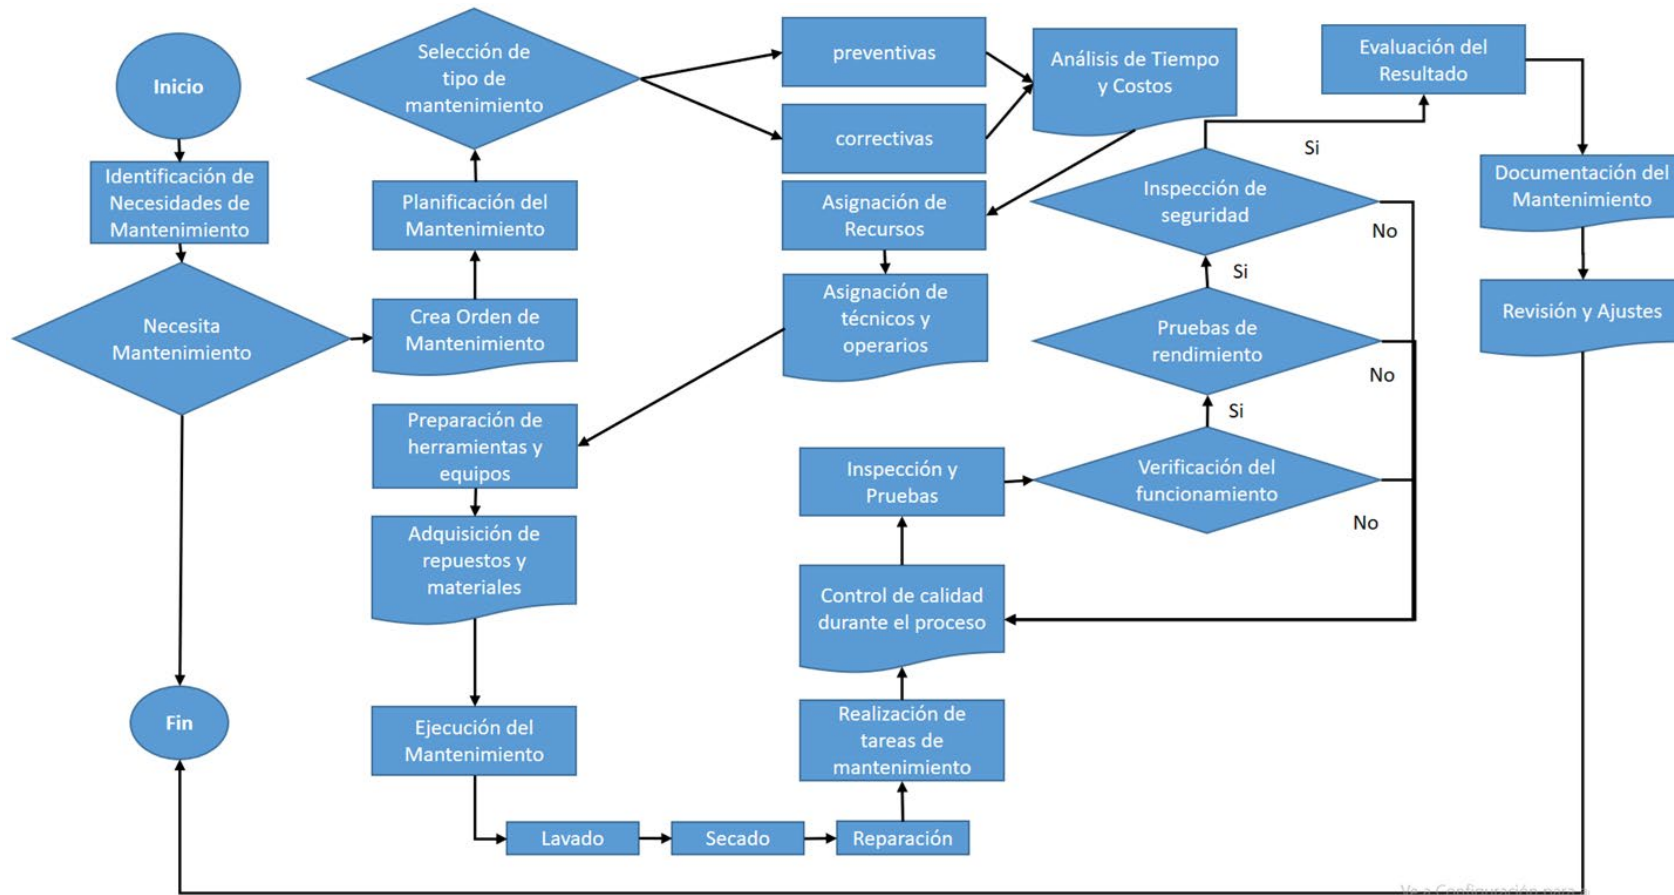 Inicio
Identificación de
Necesidades de
Mantenimiento
Necesita
Mantenimiento
Fin
Selección de
tipo de
mantenimiento
Planificación del
Mantenimiento
Crea Orden de
Mantenimiento
preventivas
correctivas
Análisis de Tiempo
y Costos
Asignación de
Recursos
Asignación de
técnicos y
operarios
Preparación de
herramientas y
equipos
Adquisición de
repuestos y
materiales
Ejecución del
Mantenimiento
Lavado
Secado
Reparación
Realización de
tareas de
mantenimiento
Control de calidad
durante el proceso
Inspección y
Pruebas
Verificación del
funcionamiento
No
Si
Pruebas de
rendimiento
No
Si
Inspección de
seguridad
No
Si
Evaluación del
Resultado
Documentación del
Mantenimiento
Revisión y Ajustes
Ve a Configuración para